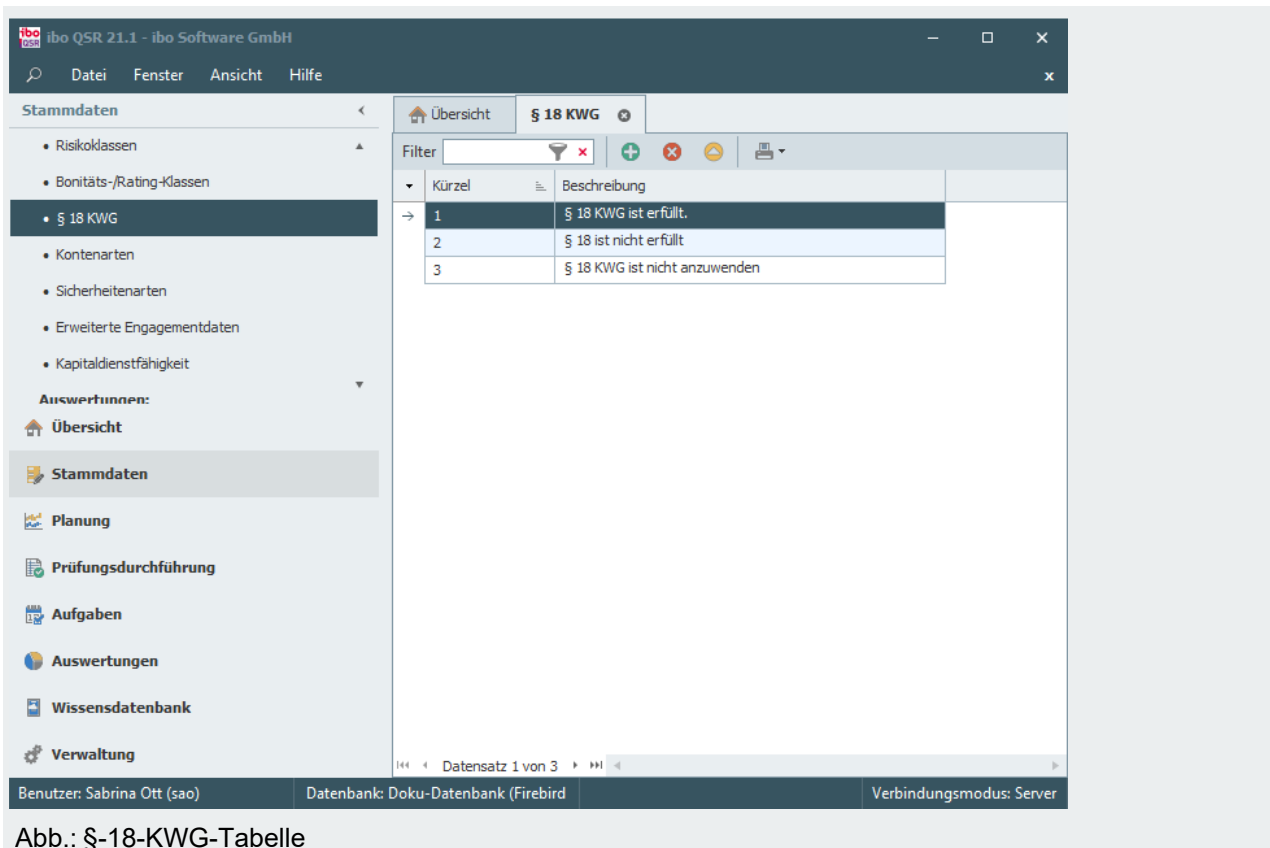 ibo QSR 21.1 - ibo Software GmbH
Datei Fenster Ansicht Hilfe
Stammdaten
• Risikoklassen
• Bonitäts-/Rating-Klassen
• § 18 KWG
• Kontenarten
• Sicherheitenarten
• Erweiterte Engagementdaten
• Kapitaldienstfähigkeit
Auswertungen:
Übersicht
Stammdaten
Planung
Prüfungsdurchführung
Aufgaben
Auswertungen
Wissensdatenbank
Verwaltung
Übersicht § 18 KWG
Filter
Kürzel Beschreibung
1 § 18 KWG ist erfüllt.
2 § 18 ist nicht erfüllt
3 § 18 KWG ist nicht anzuwenden
Datensatz 1 von 3
Benutzer: Sabrina Ott (sao) Datenbank: Doku-Datenbank (Firebird Verbindungsmodus: Server
Abb.: §-18-KWG-Tabelle